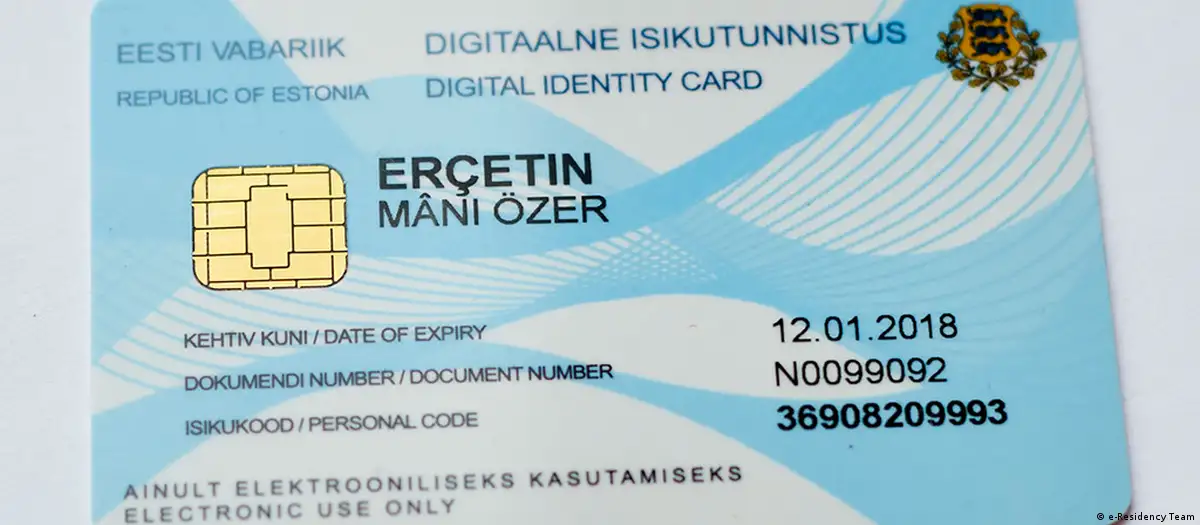 EESTI VABARIIK DIGITAALNE ISIKUTUNNISTUS
REPUBLIC OF ESTONIA DIGITAL IDENTITY CARD
ERÇETIN
MÂNI ÖZER
KEHTIV KUNI / DATE OF EXPIRY 12.01.2018
DOKUMENDI NUMBER / DOCUMENT NUMBER N0099092
ISIKUKOOD / PERSONAL CODE 36908209993
AINULT ELEKTROONILISEKS KASUTAMISEKS
ELECTRONIC USE ONLY
© e-Residency Team